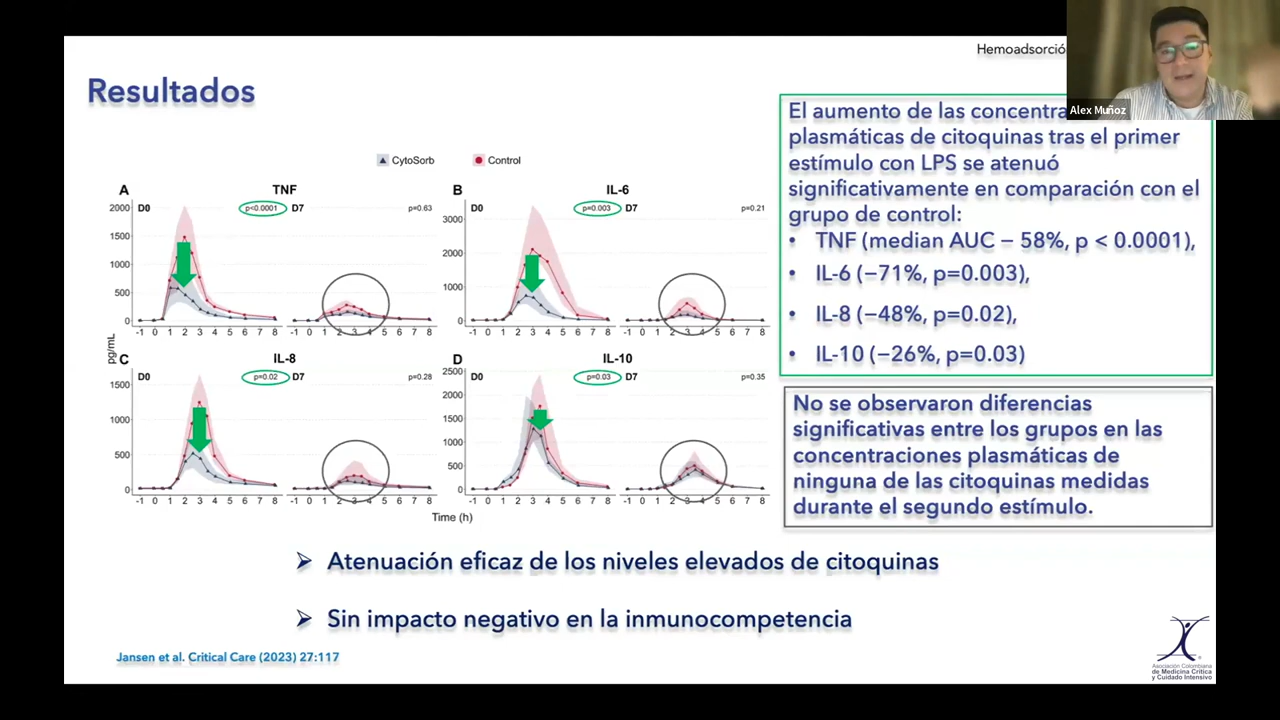 Hemoadsorció
Alex Muñoz
Resultados
CytoSorb
Control
A
TNF
D0
p<0.0001
D7
p=0.63
2000
1500
1000
500
0
-1 0 1 2 3 4 5 6 7 8
-1 0 1 2 3 4 5 6 7 8
B
IL-6
D0
p=0.003
D7
p=0.21
3000
2000
1000
0
-1 0 1 2 3 4 5 6 7 8
-1 0 1 2 3 4 5 6 7 8
pg/mL
C
IL-8
D0
p=0.02
D7
p=0.28
1500
1000
500
0
-1 0 1 2 3 4 5 6 7 8
-1 0 1 2 3 4 5 6 7 8
D
IL-10
D0
p=0.03
D7
p=0.35
2500
2000
1500
1000
500
0
-1 0 1 2 3 4 5 6 7 8
-1 0 1 2 3 4 5 6 7 8
Time (h)
El aumento de las concentra
plasmáticas de citoquinas tras el primer
estímulo con LPS se atenuó
significativamente en comparación con el
grupo de control:
• TNF (median AUC − 58%, p < 0.0001),
• IL-6 (−71%, p=0.003),
• IL-8 (−48%, p=0.02),
• IL-10 (−26%, p=0.03)
No se observaron diferencias
significativas entre los grupos en las
concentraciones plasmáticas de
ninguna de las citoquinas medidas
durante el segundo estímulo.
➢ Atenuación eficaz de los niveles elevados de citoquinas
➢ Sin impacto negativo en la inmunocompetencia
Jansen et al. Critical Care (2023) 27:117
Asociación Colombiana
de Medicina Crítica
y Cuidado Intensivo